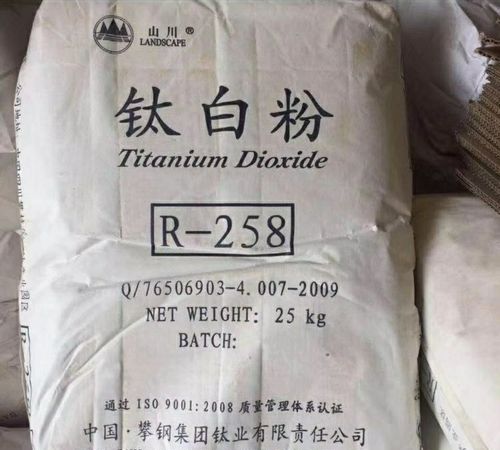 山川®
LANDSCAPE
钛白粉
Titanium Dioxide
R-258
Q/76506903-4.007-2009
NET WEIGHT: 25 kg
BATCH:
通过 ISO 9001:2008 质量管理体系认证
中国·攀钢集团钛业有限责任公司